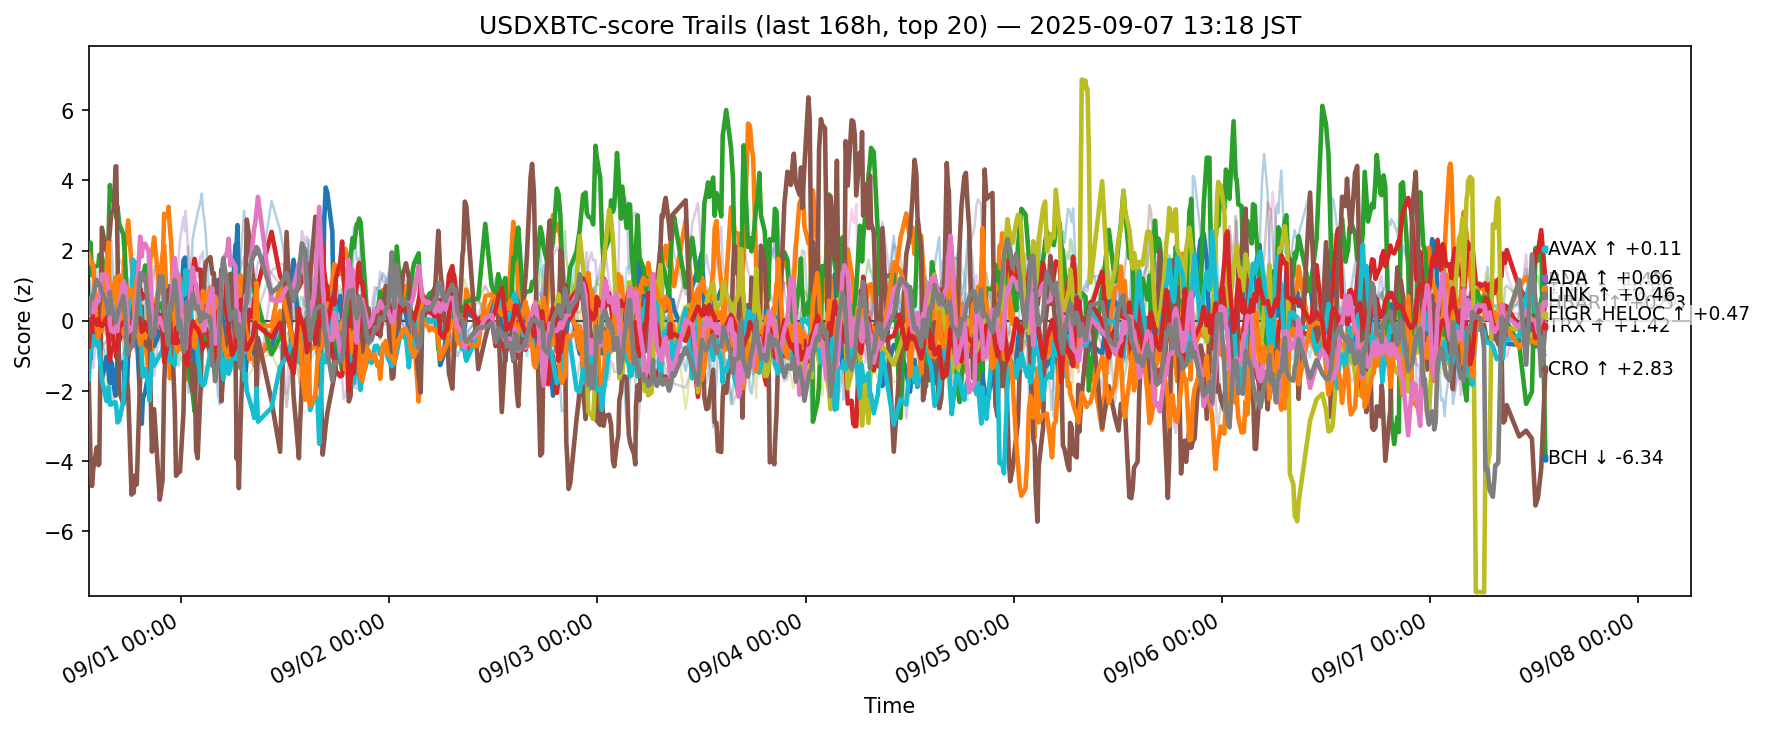 USDXBTC-score Trails (last 168h, top 20) — 2025-09-07 13:18 JST
Score (z)
6
4
2
0
−2
−4
−6
AVAX ↑ +0.11
ADA ↑ +0.66
LINK ↑ +0.46
FIGR_HELOC ↑ +0.47
TRX ↑ +1.42
CRO ↑ +2.83
BCH ↓ -6.34
09/01 00:00
09/02 00:00
09/03 00:00
09/04 00:00
09/05 00:00
09/06 00:00
09/07 00:00
09/08 00:00
Time